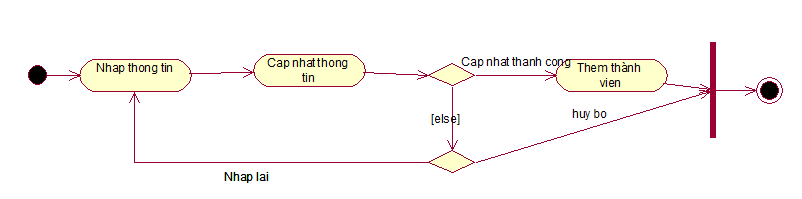 Nhap thong tin
Cap nhat thong
tin
Cap nhat thanh cong
Them thành
vien
[else]
huy bo
Nhap lai